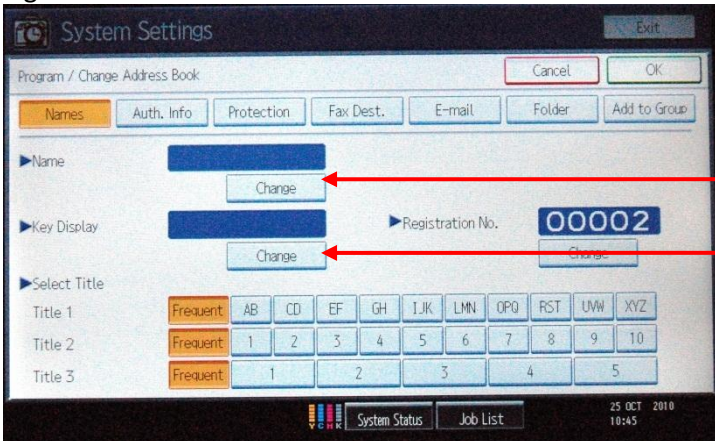 System Settings Exit
Program / Change Address Book Cancel OK
Names Auth. Info Protection Fax Dest. E-mail Folder Add to Group
▶Name
Change
▶Key Display ▶Registration No. 00002
Change Change
▶Select Title
Title 1 Frequent AB CD EF GH IJK LMN OPQ RST UVW XYZ
Title 2 Frequent 1 2 3 4 5 6 7 8 9 10
Title 3 Frequent 1 2 3 4 5
Y C M K System Status Job List 25 OCT 2010
10:45